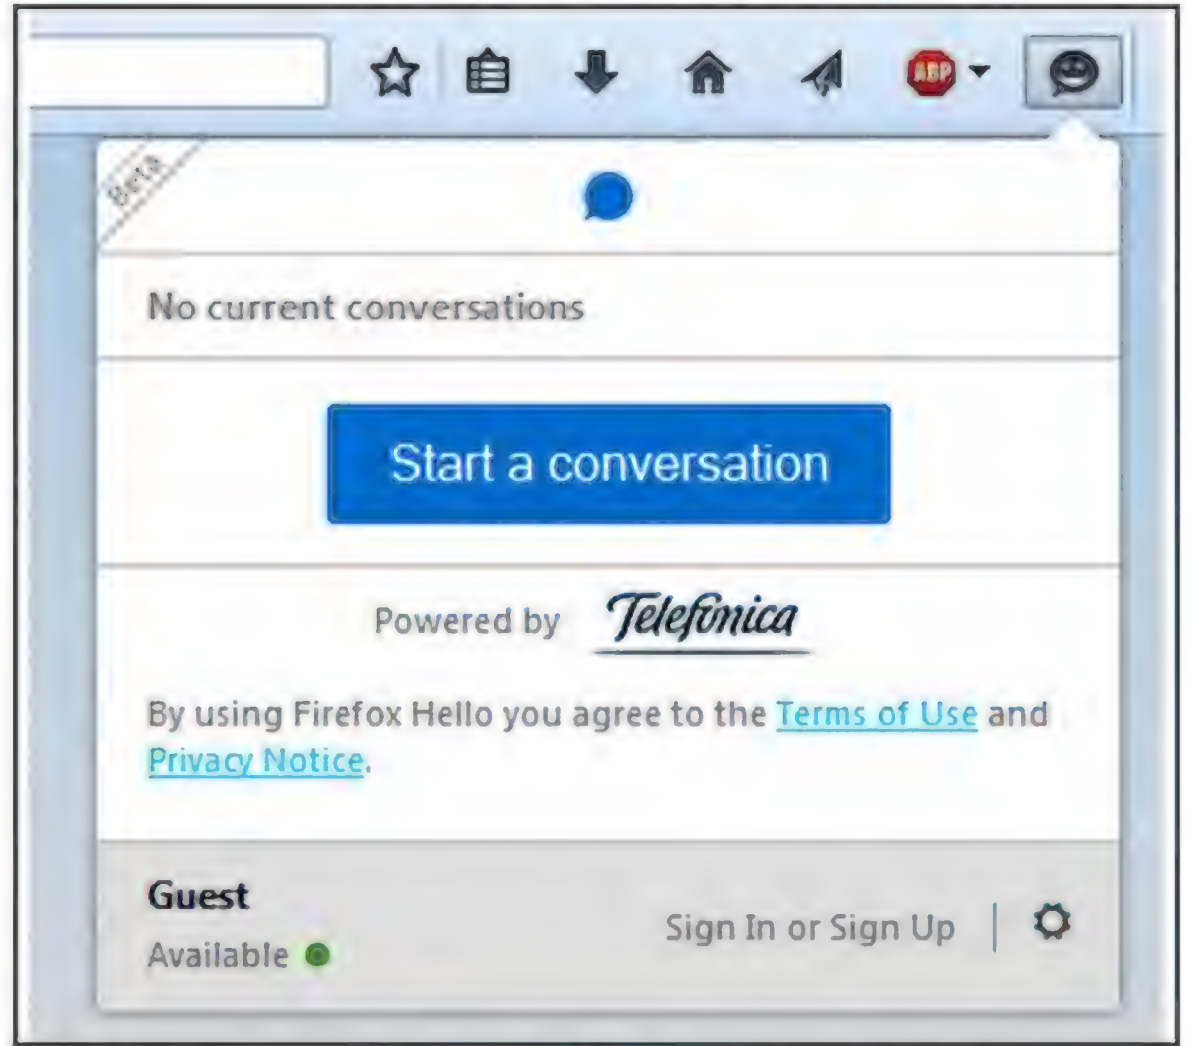 ABP
Beta
No current conversations
Start a conversation
Powered by Telefónica
By using Firefox Hello you agree to the Terms of Use and
Privacy Notice.
Guest
Sign In or Sign Up
Available